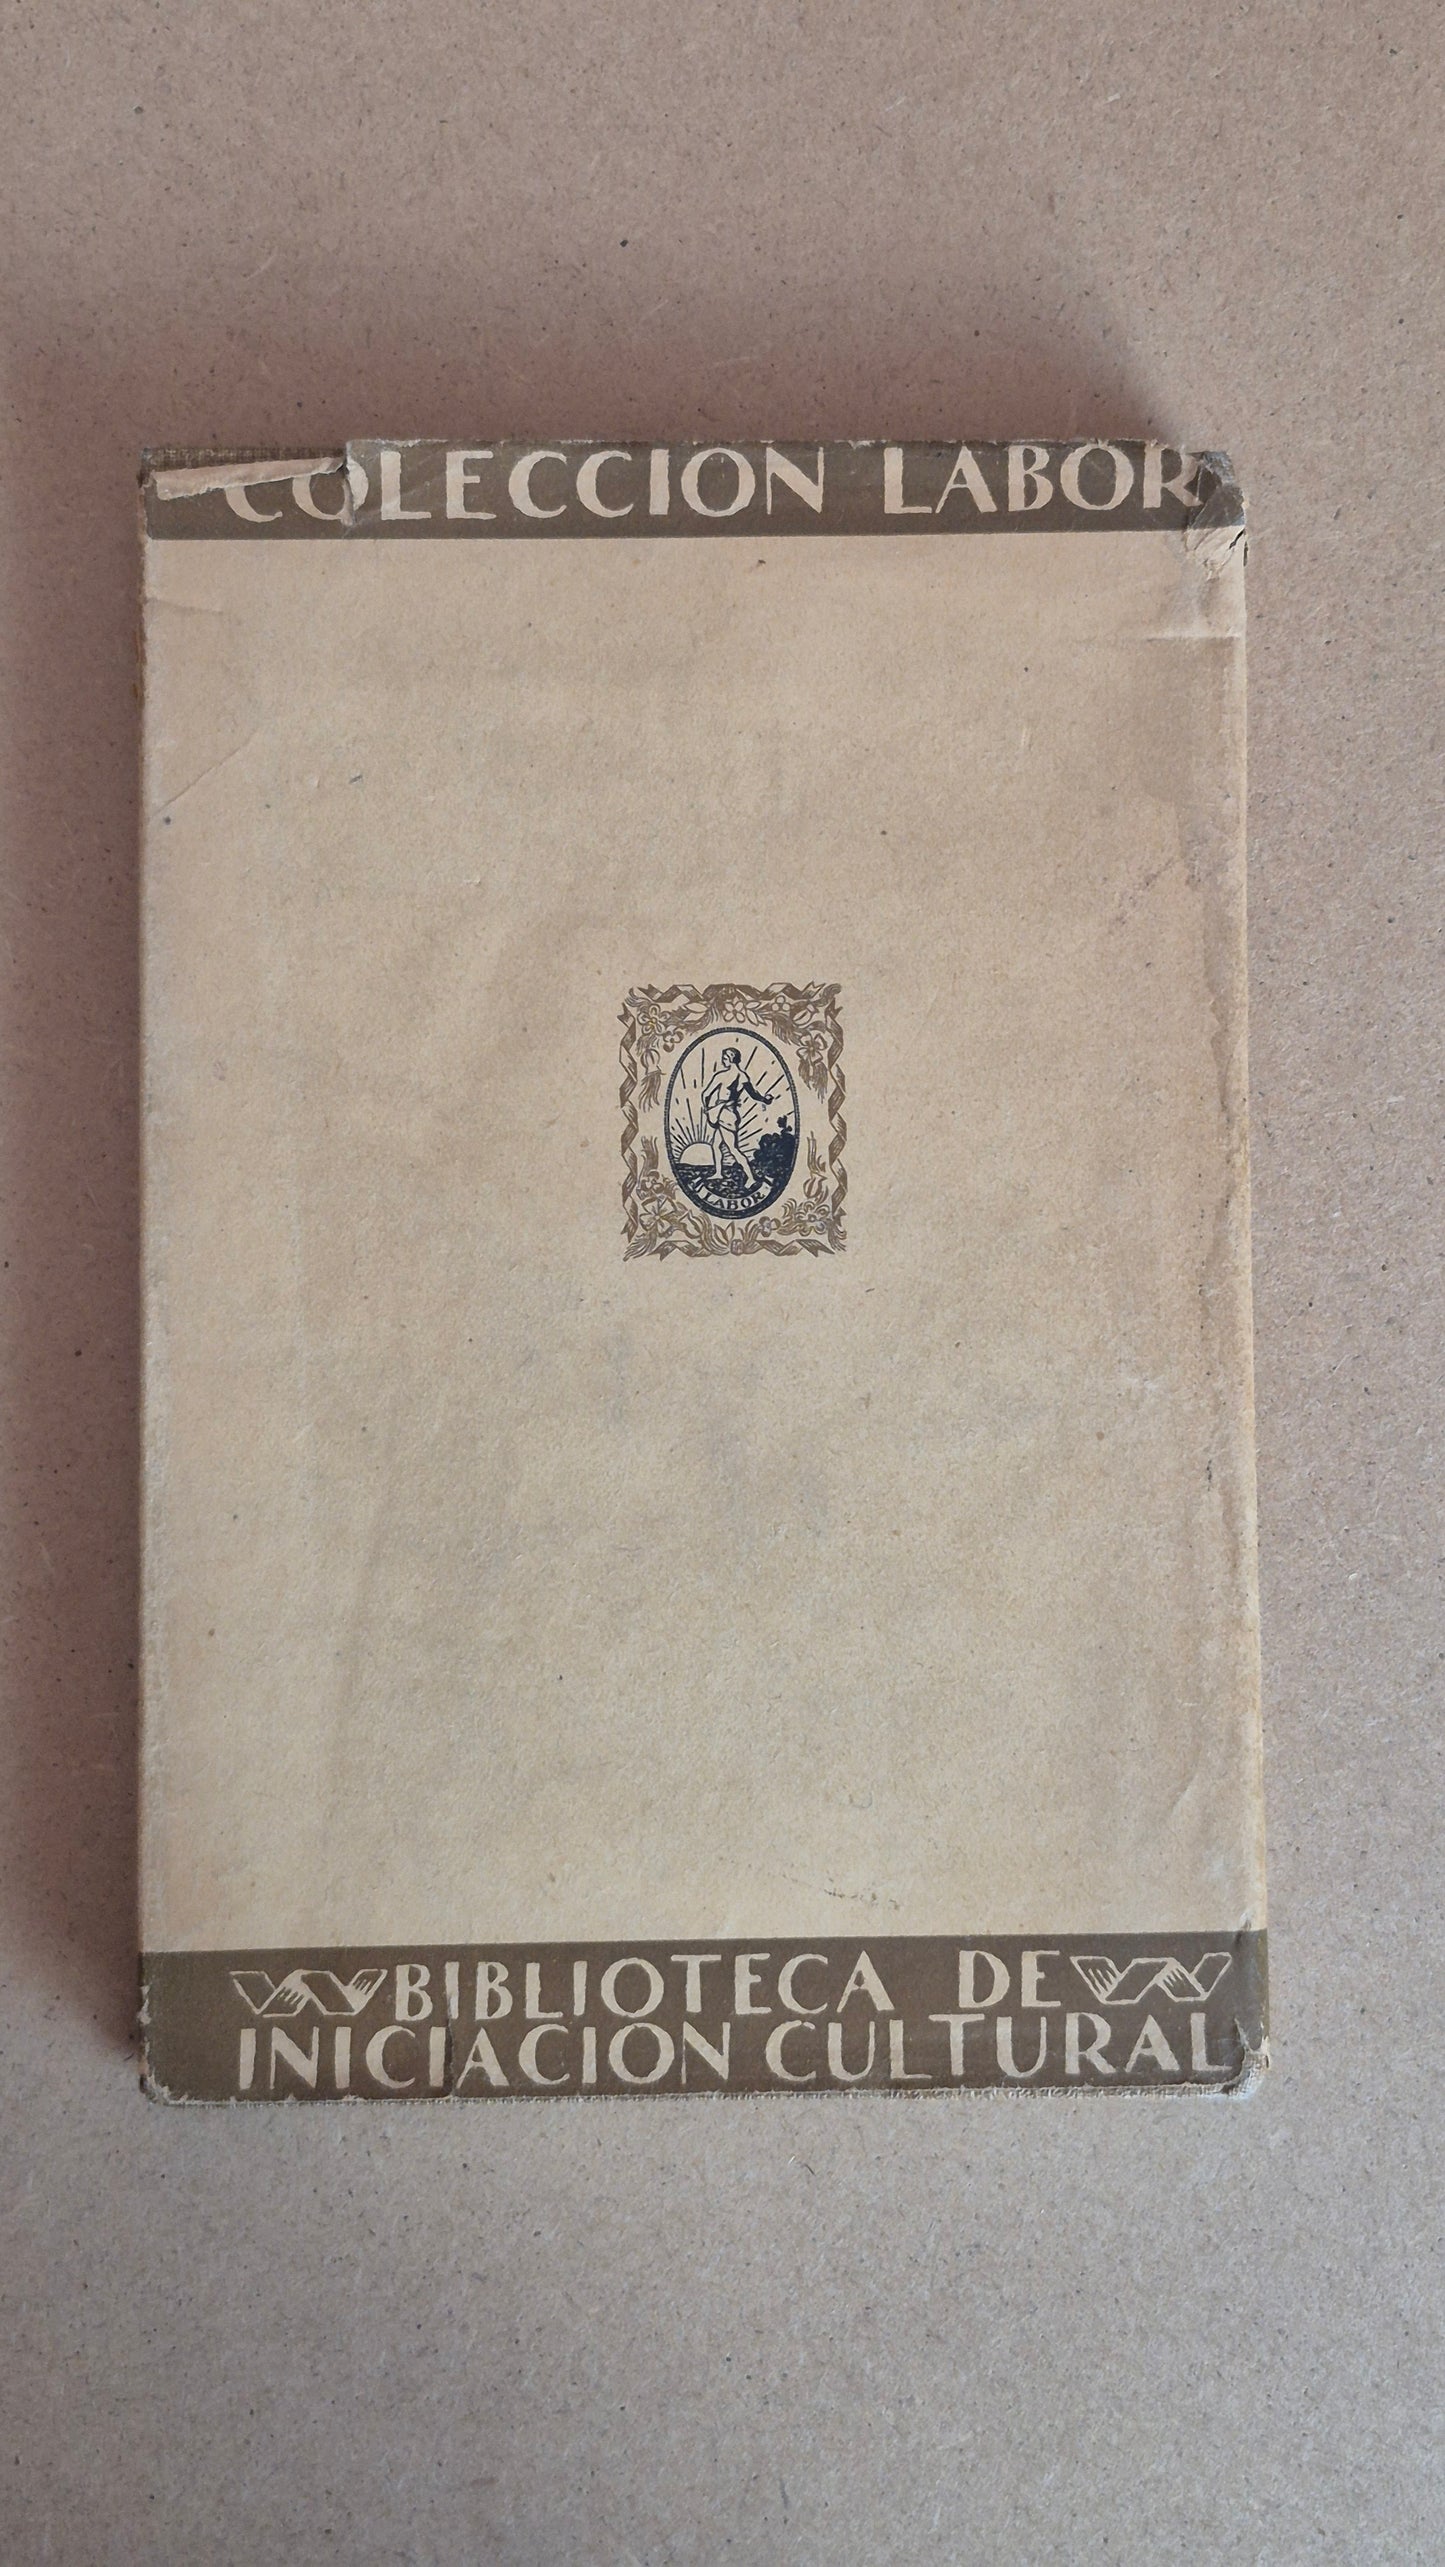 COLECCION LABOR
LABOR
BIBLIOTECA DE
INICIACION CULTURAL